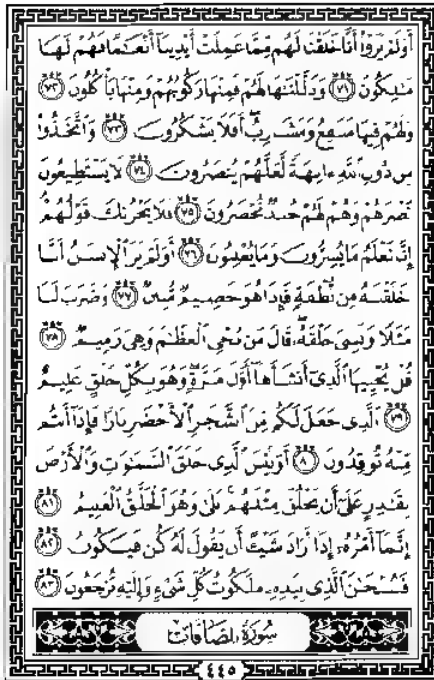 أَوَلَمْ يَرَوْا۟ أَنَّا خَلَقْنَا لَهُم مِّمَّا عَمِلَتْ أَيْدِينَآ أَنْعَـٰمًا فَهُمْ لَهَا
مَـٰلِكُونَ ٧١ وَذَلَّلْنَـٰهَا لَهُمْ فَمِنْهَا رَكُوبُهُمْ وَمِنْهَا يَأْكُلُونَ ٧٢
وَلَهُمْ فِيهَا مَنَـٰفِعُ وَمَشَارِبُ ۖ أَفَلَا يَشْكُرُونَ ٧٣ وَٱتَّخَذُوا۟
مِن دُونِ ٱللَّهِ ءَالِهَةً لَّعَلَّهُمْ يُنصَرُونَ ٧٤ لَا يَسْتَطِيعُونَ
نَصْرَهُمْ وَهُمْ لَهُمْ جُندٌ مُّحْضَرُونَ ٧٥ فَلَا يَحْزُنكَ قَوْلُهُمْ ۘ
إِنَّا نَعْلَمُ مَا يُسِرُّونَ وَمَا يُعْلِنُونَ ٧٦ أَوَلَمْ يَرَ ٱلْإِنسَـٰنُ أَنَّا
خَلَقْنَـٰهُ مِن نُّطْفَةٍ فَإِذَا هُوَ خَصِيمٌ مُّبِينٌ ٧٧ وَضَرَبَ لَنَا
مَثَلًا وَنَسِىَ خَلْقَهُۥ ۖ قَالَ مَن يُحْىِ ٱلْعِظَـٰمَ وَهِىَ رَمِيمٌ ٧٨
قُلْ يُحْيِيهَا ٱلَّذِىٓ أَنشَأَهَآ أَوَّلَ مَرَّةٍ ۖ وَهُوَ بِكُلِّ خَلْقٍ عَلِيمٌ
٧٩ ٱلَّذِى جَعَلَ لَكُم مِّنَ ٱلشَّجَرِ ٱلْأَخْضَرِ نَارًا فَإِذَآ أَنتُم
مِّنْهُ تُوقِدُونَ ٨٠ أَوَلَيْسَ ٱلَّذِى خَلَقَ ٱلسَّمَـٰوَٰتِ وَٱلْأَرْضَ
بِقَـٰدِرٍ عَلَىٰٓ أَن يَخْلُقَ مِثْلَهُم ۚ بَلَىٰ وَهُوَ ٱلْخَلَّـٰقُ ٱلْعَلِيمُ ٨١
إِنَّمَآ أَمْرُهُۥٓ إِذَآ أَرَادَ شَيْـًٔا أَن يَقُولَ لَهُۥ كُن فَيَكُونُ ٨٢
فَسُبْحَـٰنَ ٱلَّذِى بِيَدِهِۦ مَلَكُوتُ كُلِّ شَىْءٍ وَإِلَيْهِ تُرْجَعُونَ ٨٣
سُورَةُ الصَّافَّاتِ
٤٤٥